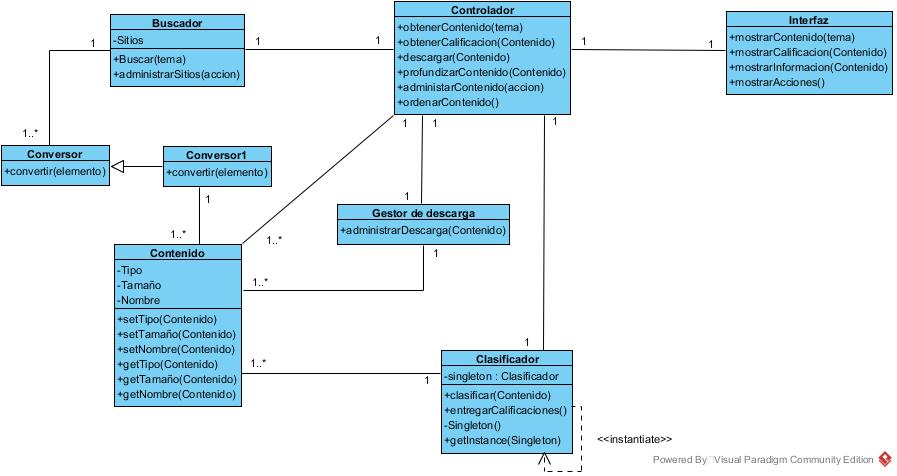 Buscador
-Sitios
+Buscar(tema)
+administrarSitios(accion)
Controlador
+obtenerContenido(tema)
+obtenerCalificacion(Contenido)
+descargar(Contenido)
+profundizarContenido(Contenido)
+administarContenido(accion)
+ordenarContenido()
Interfaz
+mostrarContenido(tema)
+mostrarCalificacion(Contenido)
+mostrarInformacion(Contenido)
+mostrarAcciones()
1
1
1
1
1
1..*
1
1
1
Conversor
+convertir(elemento)
Conversor1
+convertir(elemento)
1
1
1..*
1..*
Gestor de descarga
+administrarDescarga(Contenido)
1
1..*
Contenido
-Tipo
-Tamaño
-Nombre
+setTipo(Contenido)
+setTamaño(Contenido)
+setNombre(Contenido)
+getTipo(Contenido)
+getTamaño(Contenido)
+getNombre(Contenido)
1..*
1
1
Clasificador
-singleton : Clasificador
+clasificar(Contenido)
+entregarCalificaciones()
-Singleton()
+getInstance(Singleton)
<<instantiate>>
Powered By Visual Paradigm Community Edition